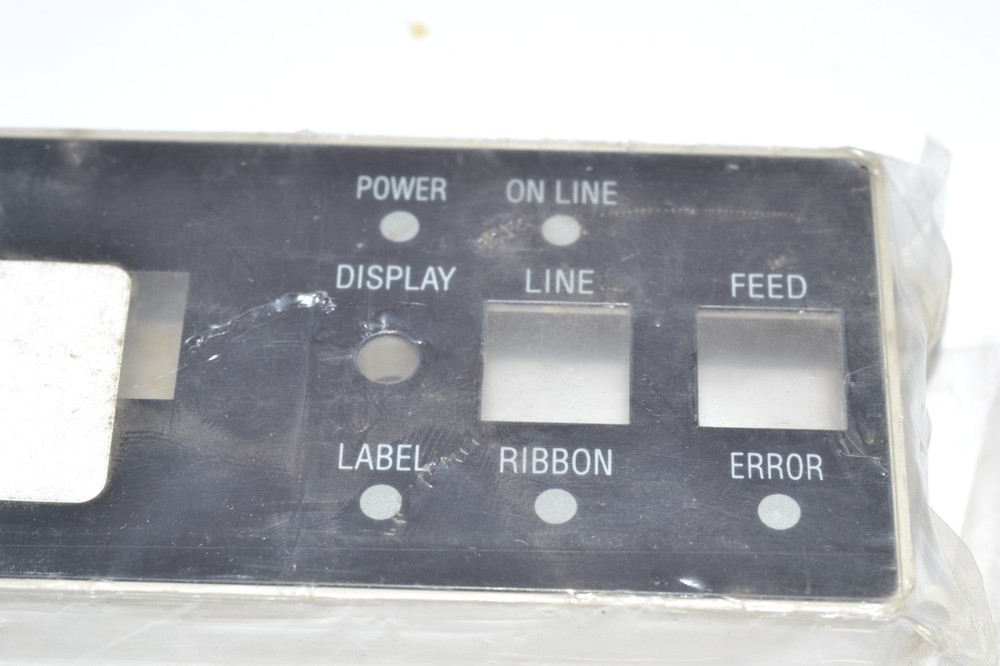 POWER ON LINE
DISPLAY LINE FEED
LABEL RIBBON ERROR